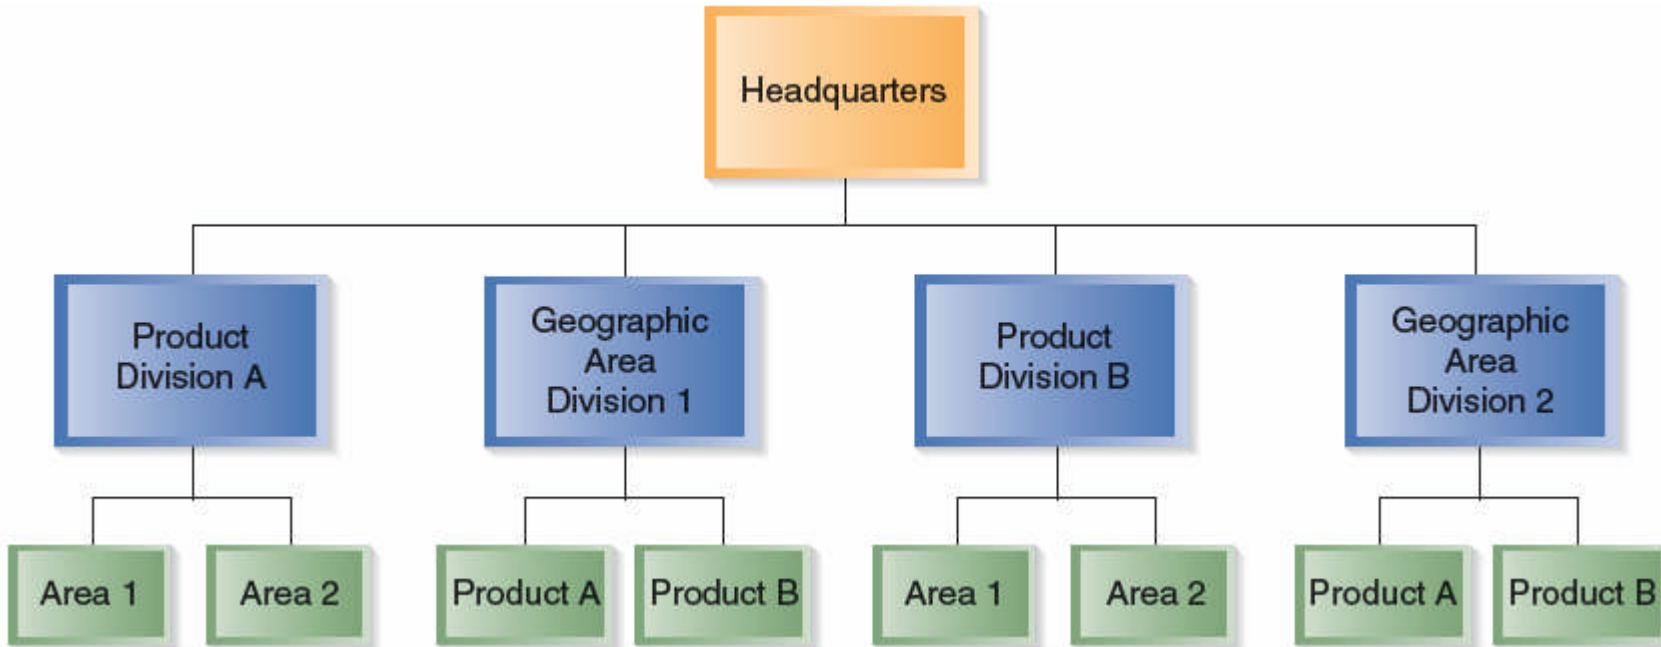 Headquarters
Product
Division A
Geographic
Area
Division 1
Product
Division B
Geographic
Area
Division 2
Area 1
Area 2
Product A
Product B
Area 1
Area 2
Product A
Product B